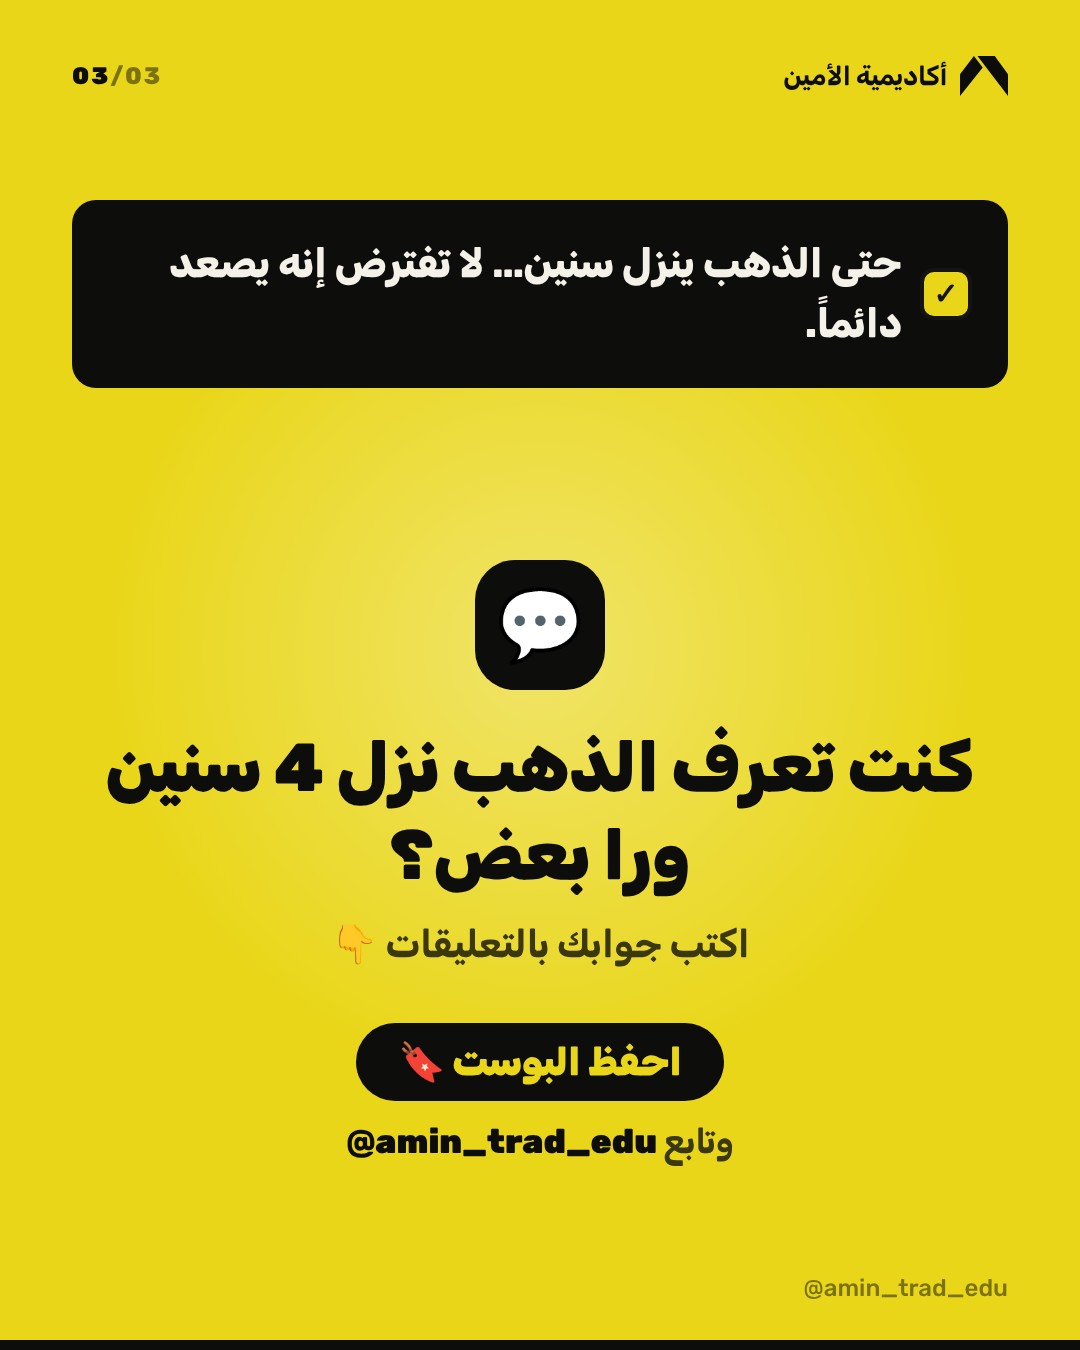 أكاديمية الأمين
03/03
حتى الذهب ينزل سنين... لا تفترض إنه يصعد
دائماً.
كنت تعرف الذهب نزل 4 سنين
ورا بعض؟
اكتب جوابك بالتعليقات 👇
احفظ البوست 🔖
وتابع @amin_trad_edu
@amin_trad_edu